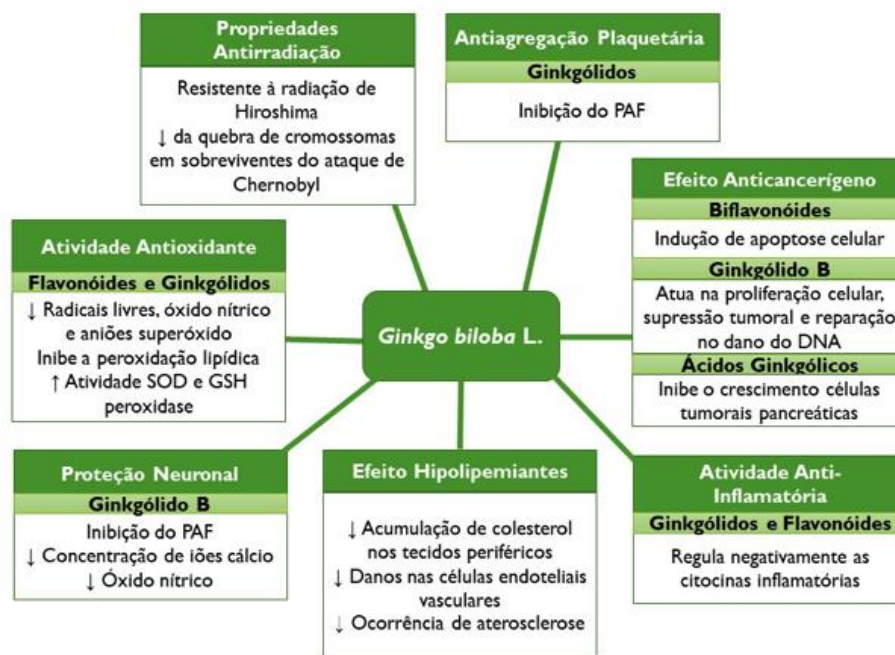 Propriedades
Antirradiação
Resistente à radiação de
Hiroshima
↓ da quebra de cromossomas
em sobreviventes do ataque de
Chernobyl
Antiagregação Plaquetária
Ginkgólidos
Inibição do PAF
Efeito Anticancerígeno
Biflavonóides
Indução de apoptose celular
Ginkgólido B
Atua na proliferação celular,
supressão tumoral e reparação
no dano do DNA
Ácidos Ginkgólicos
Inibe o crescimento células
tumorais pancreáticas
Atividade Antioxidante
Flavonóides e Ginkgólidos
↓ Radicais livres, óxido nítrico
e aniões superóxido
Inibe a peroxidação lipídica
↑ Atividade SOD e GSH
peroxidase
Ginkgo biloba L.
Proteção Neuronal
Ginkgólido B
Inibição do PAF
↓ Concentração de iões cálcio
↓ Óxido nítrico
Efeito Hipolipemiantes
↓ Acumulação de colesterol
nos tecidos periféricos
↓ Danos nas células endoteliais
vasculares
↓ Ocorrência de aterosclerose
Atividade Anti-
Inflamatória
Ginkgólidos e Flavonóides
Regula negativamente as
citocinas inflamatórias